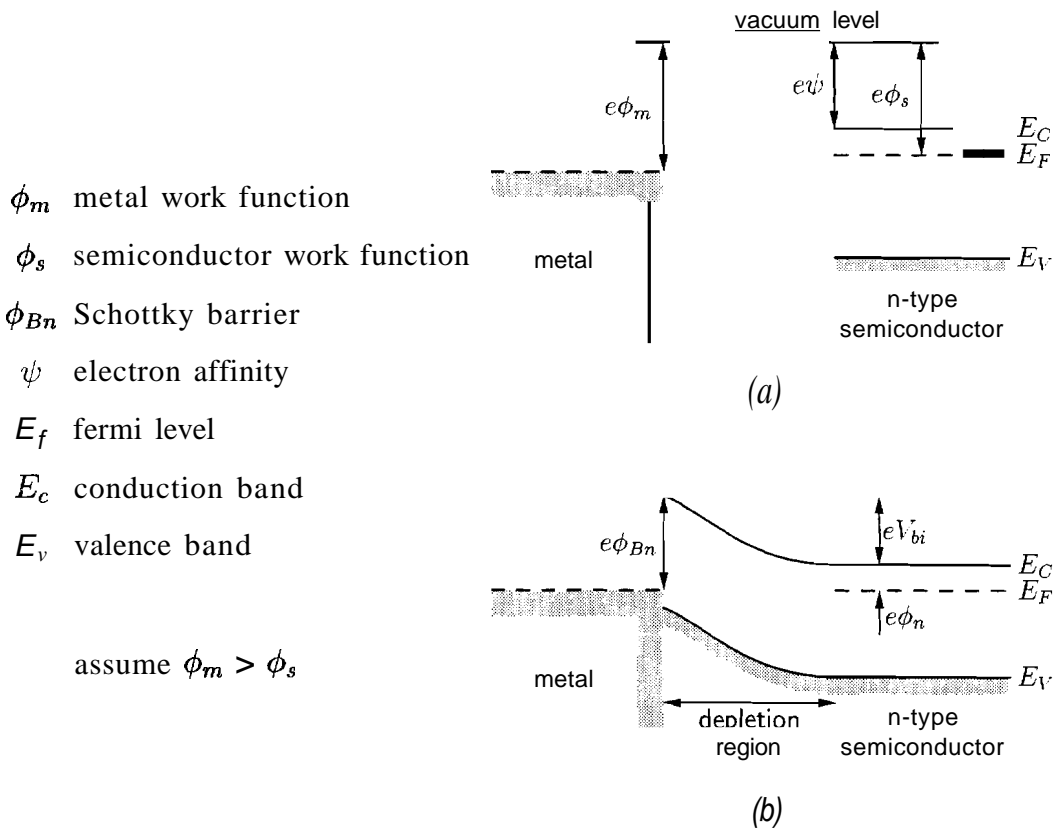 ϕm metal work function
ϕs semiconductor work function
ϕBn Schottky barrier
ψ electron affinity
Ef fermi level
Ec conduction band
Ev valence band
assume ϕm > ϕs
vacuum level
eϕm
eψ
eϕs
EC
EF
EV
metal
n-type
semiconductor
(a)
eϕBn
eVbi
EC
EF
eϕn
EV
metal
depletion
region
n-type
semiconductor
(b)